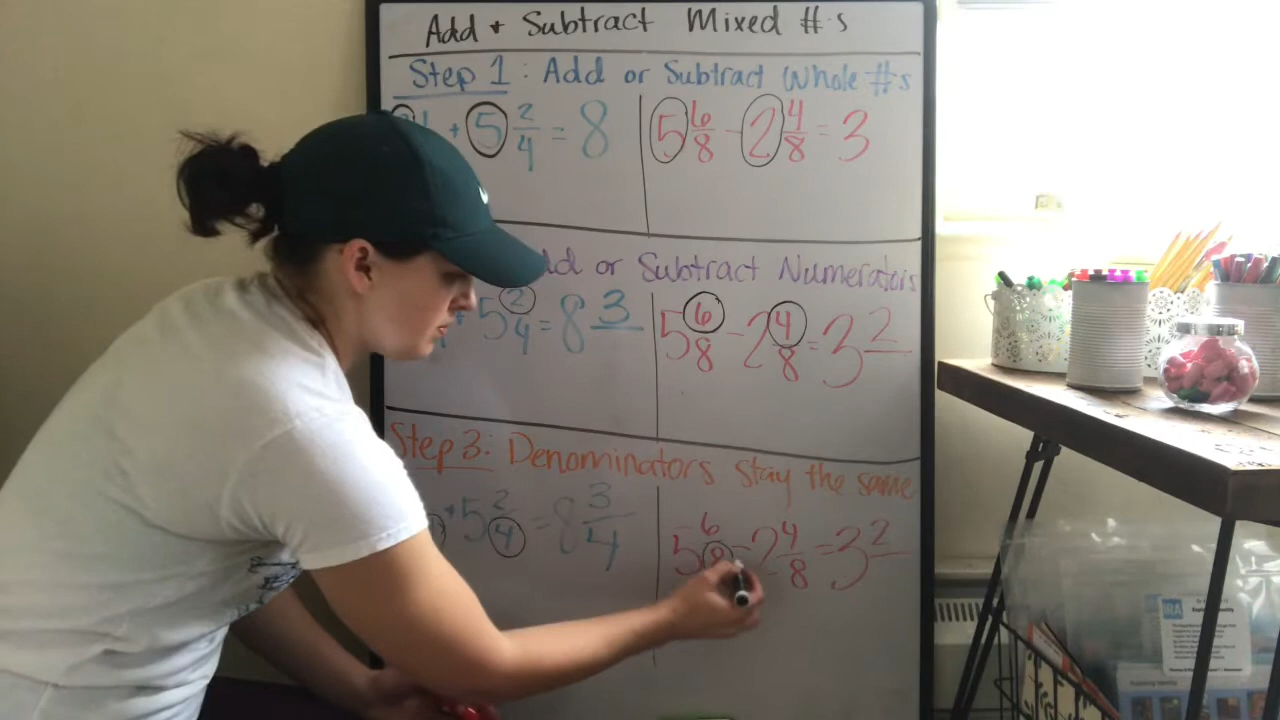 Add + Subtract Mixed #'s
Step 1: Add or Subtract Whole #s
+ 5 2/4 = 8
5 6/8 - 2 4/8 = 3
or Subtract Numerators
5 2/4 = 8 3
5 6/8 - 2 4/8 = 3 2
Step 3: Denominators stay the same
+ 5 2/4 = 8 3/4
5 6/8 - 2 4/8 = 3 2